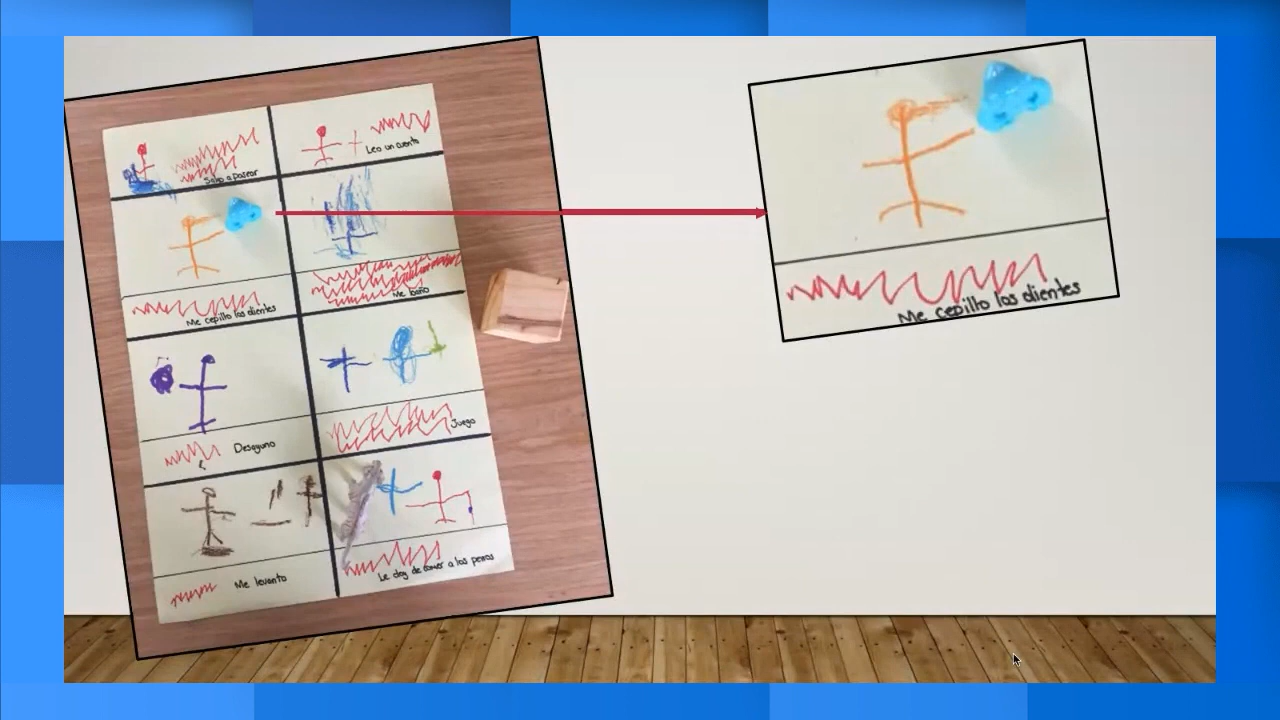 Salgo a pasear
Leo un cuento
Me cepillo los dientes
Me baño
Desayuno
Juego
Me levanto
Le doy de comer a los perros
Me cepillo los dientes